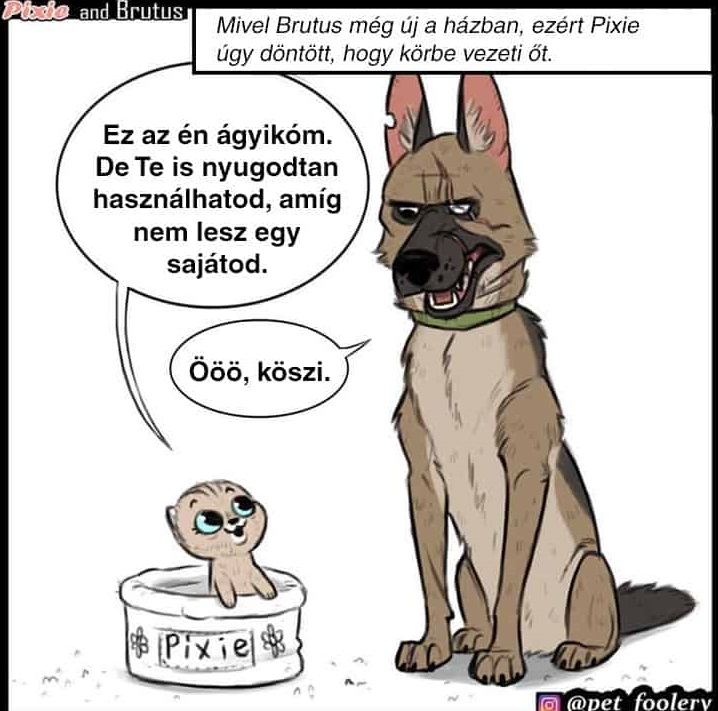 Pixie and Brutus
Mivel Brutus még új a házban, ezért Pixie
úgy döntött, hogy körbe vezeti őt.
Ez az én ágyikóm.
De Te is nyugodtan
használhatod, amíg
nem lesz egy
sajátod.
Ööö, köszi.
Pixie
@pet_foolery